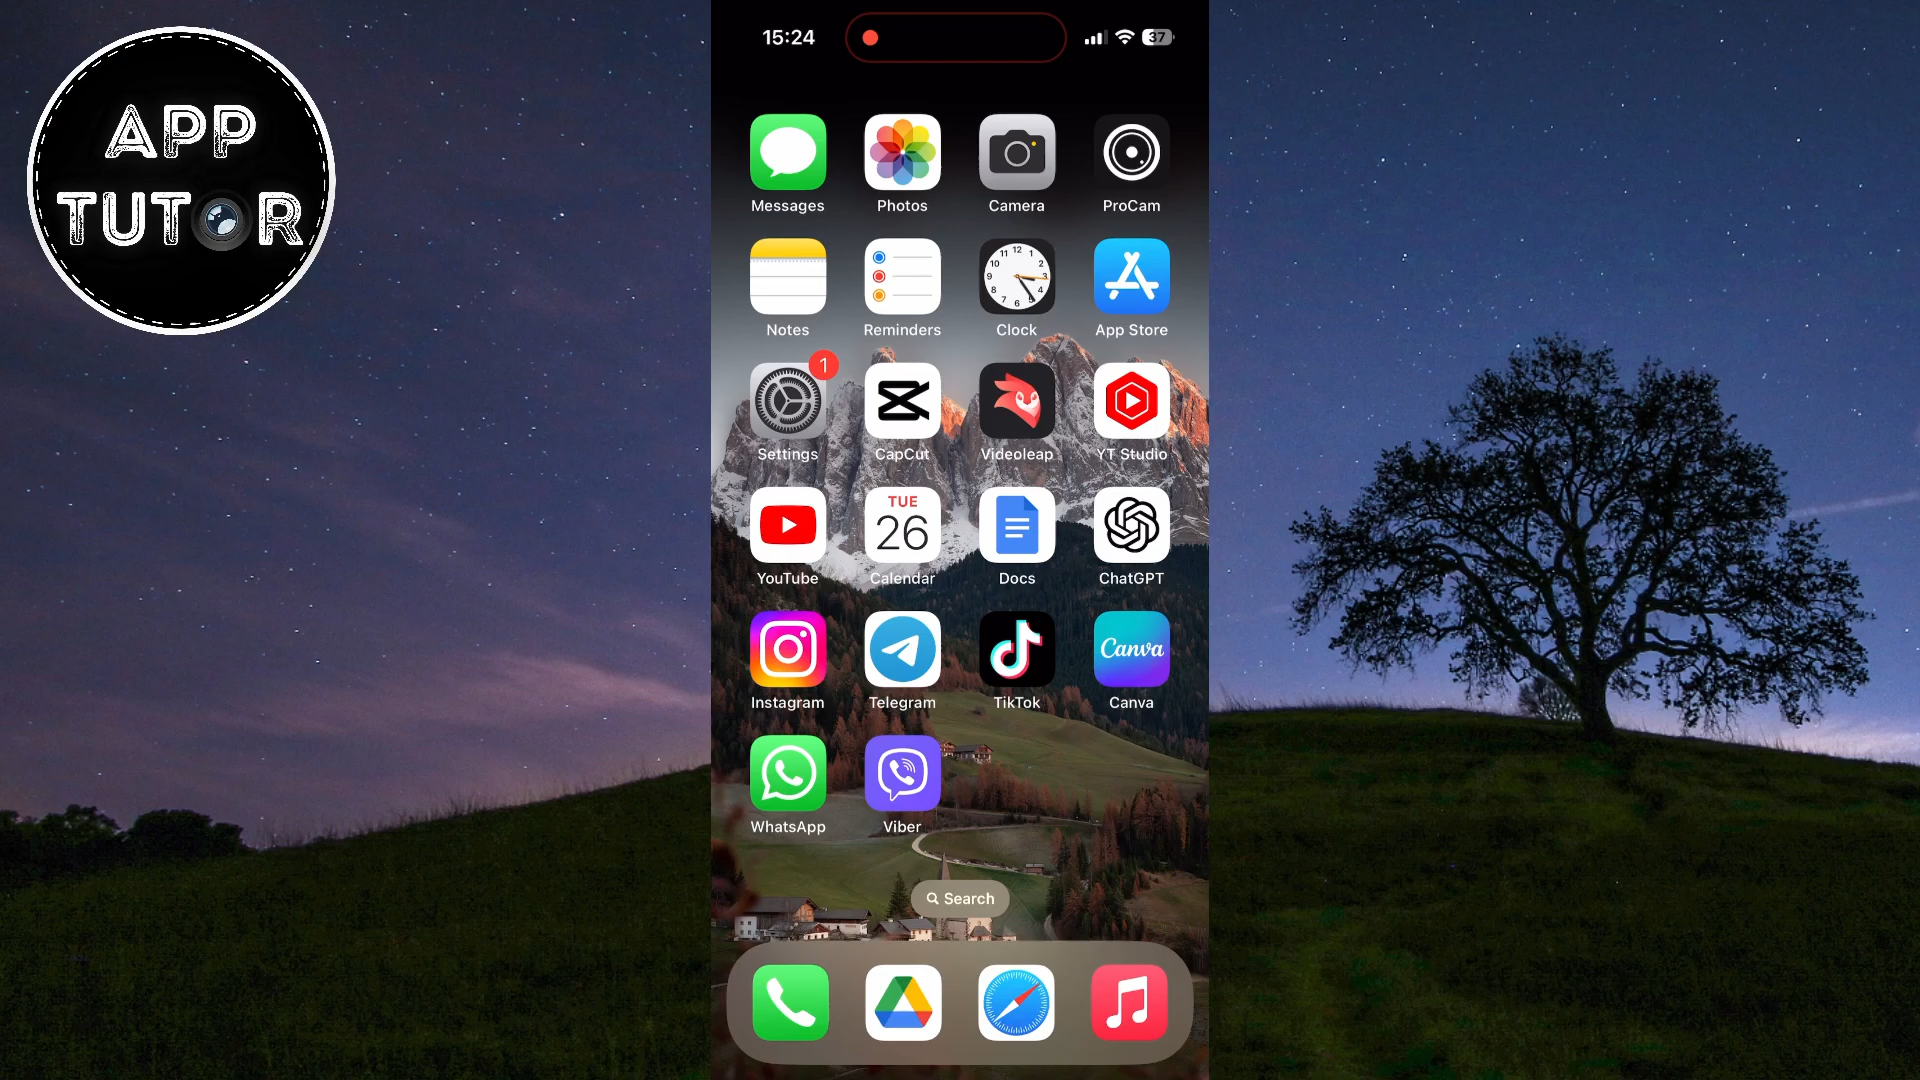 APP
TUTOR
15:24
37
Messages
Photos
Camera
ProCam
Notes
Reminders
Clock
App Store
1
Settings
CapCut
Videoleap
YT Studio
TUE
26
YouTube
Calendar
Docs
ChatGPT
Canva
Instagram
Telegram
TikTok
Canva
WhatsApp
Viber
Search